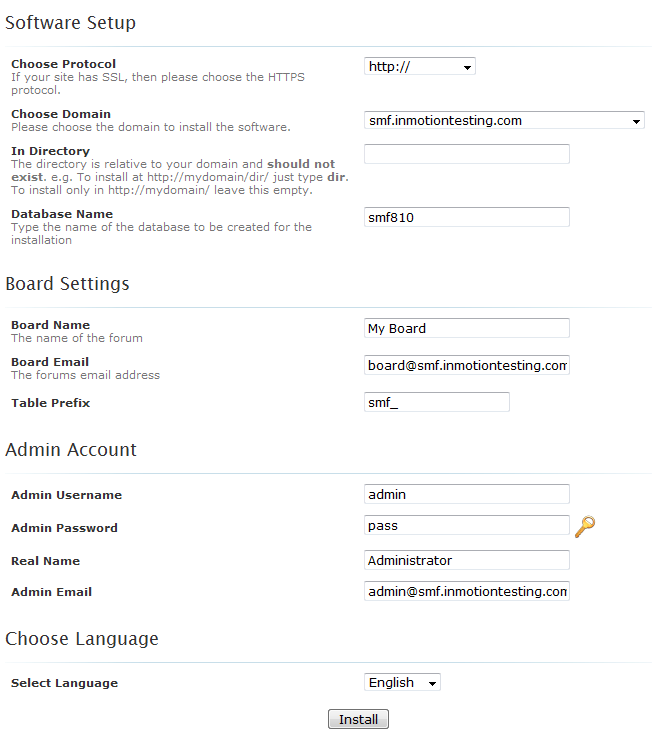 Software Setup
Choose Protocol
If your site has SSL, then please choose the HTTPS
protocol.
http://
Choose Domain
Please choose the domain to install the software.
smf.inmotiontesting.com
In Directory
The directory is relative to your domain and should not
exist. e.g. To install at http://mydomain/dir/ just type dir.
To install only in http://mydomain/ leave this empty.
Database Name
Type the name of the database to be created for the
installation
smf810
Board Settings
Board Name
The name of the forum
My Board
Board Email
The forums email address
board@smf.inmotiontesting.com
Table Prefix
smf_
Admin Account
Admin Username
admin
Admin Password
pass
Real Name
Administrator
Admin Email
admin@smf.inmotiontesting.com
Choose Language
Select Language
English
Install